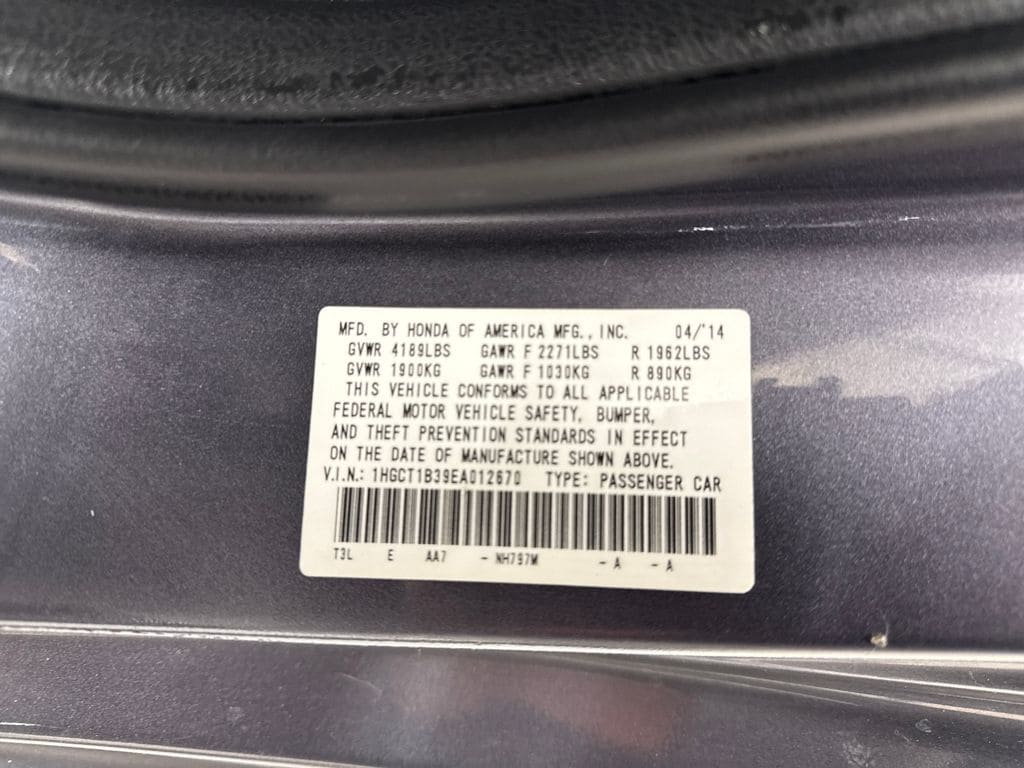 MFD. BY HONDA OF AMERICA MFG., INC. 04/'14
GVWR 4189LBS GAWR F 2271LBS R 1962LBS
GVWR 1900KG GAWR F 1030KG R 890KG
THIS VEHICLE CONFORMS TO ALL APPLICABLE
FEDERAL MOTOR VEHICLE SAFETY, BUMPER,
AND THEFT PREVENTION STANDARDS IN EFFECT
ON THE DATE OF MANUFACTURE SHOWN ABOVE.
V.I.N.: 1HGCT1B39EA012670 TYPE: PASSENGER CAR
T3L E AA7 - NH797M - A - A